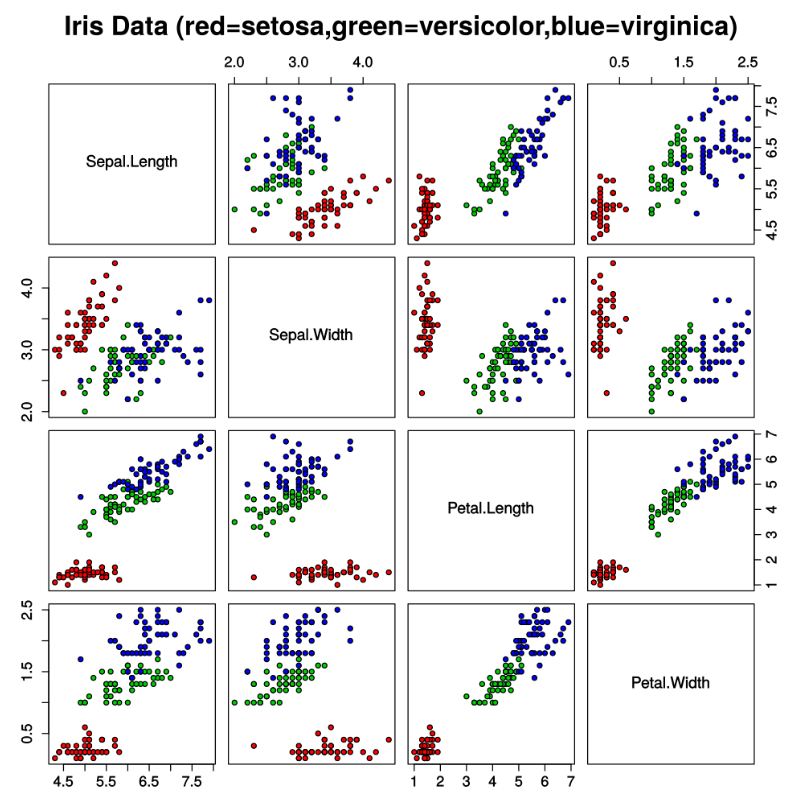 Iris Data (red=setosa,green=versicolor,blue=virginica)
2.0 3.0 4.0 0.5 1.5 2.5
Sepal.Length
4.5 5.5 6.5 7.5
2.0 3.0 4.0
Sepal.Width
Petal.Length
1 2 3 4 5 6 7
0.5 1.5 2.5
Petal.Width
4.5 5.5 6.5 7.5 1 2 3 4 5 6 7